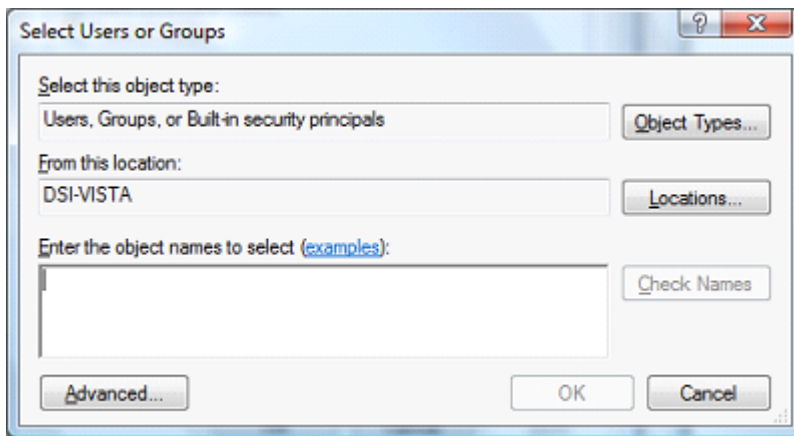 Select Users or Groups
Select this object type:
Users, Groups, or Built-in security principals
Object Types...
From this location:
DSI-VISTA
Locations...
Enter the object names to select (examples):
Check Names
Advanced...
OK
Cancel